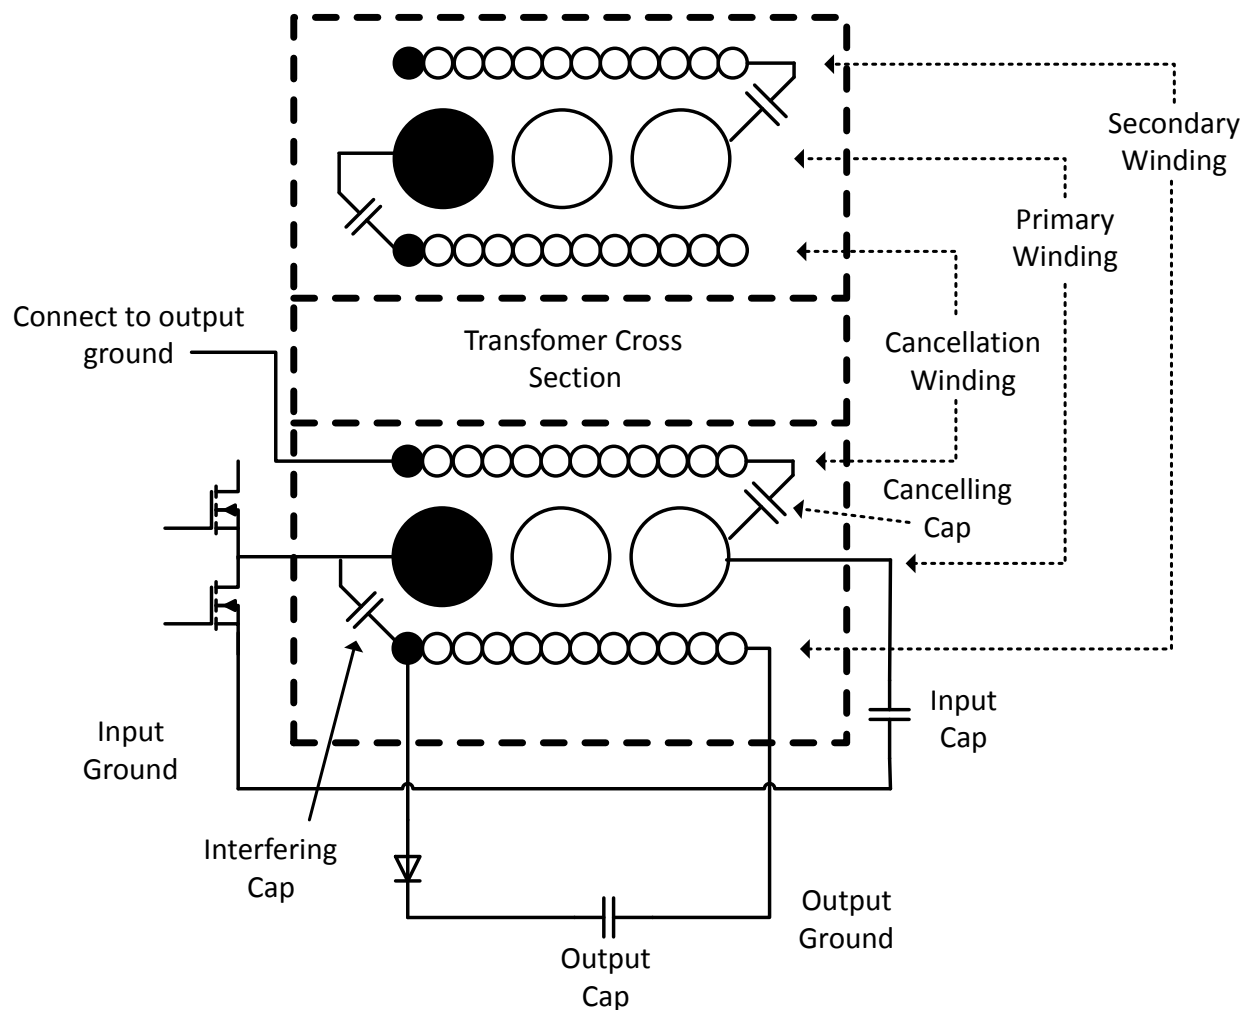 Secondary
Winding
Primary
Winding
Connect to output
ground
Transfomer Cross
Section
Cancellation
Winding
Cancelling
Cap
Input
Cap
Input
Ground
Interfering
Cap
Output
Ground
Output
Cap